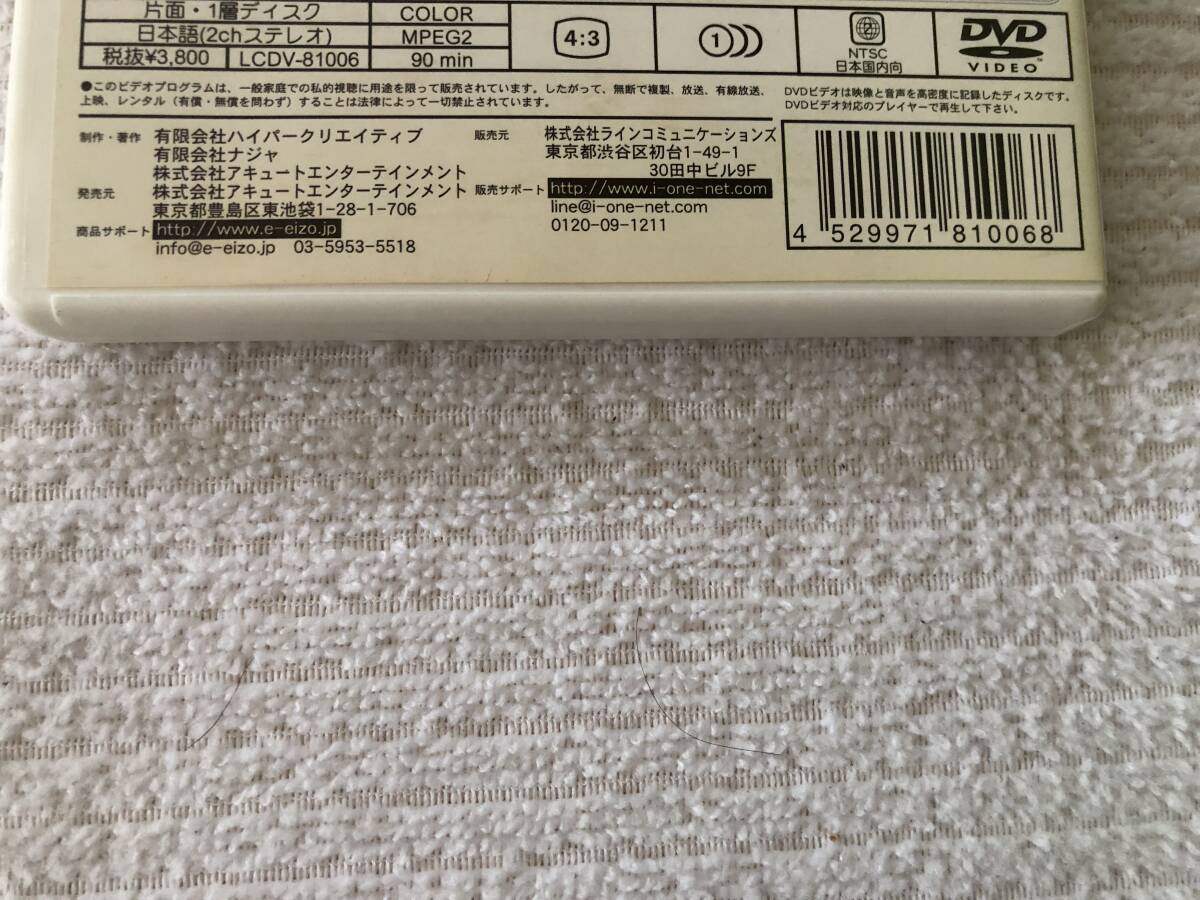 片面・1層ディスク COLOR
日本語(2chステレオ) MPEG2
税抜¥3,800 LCDV-81006 90 min
4:3
1
2
NTSC
日本国内向
DVD
VIDEO™
●このビデオプログラムは、一般家庭での私的視聴に用途を限って販売されています。したがって、無断で複製、放送、有線放送、
上映、レンタル(有償・無償を問わず)することは法律によって一切禁止されています。
DVDビデオは映像と音声を高密度に記録したディスクです。
DVDビデオ対応のプレイヤーで再生して下さい。
制作・著作 有限会社ハイパークリエイティブ
有限会社ナジャ
株式会社アキュートエンターテインメント
発売元 株式会社アキュートエンターテインメント
東京都豊島区東池袋1-28-1-706
商品サポート http://www.e-eizo.jp
info@e-eizo.jp 03-5953-5518
販売元 株式会社ラインコミュニケーションズ
東京都渋谷区初台1-49-1
30田中ビル9F
販売サポート http://www.i-one-net.com
line@i-one-net.com
0120-09-1211
4 529971 810068